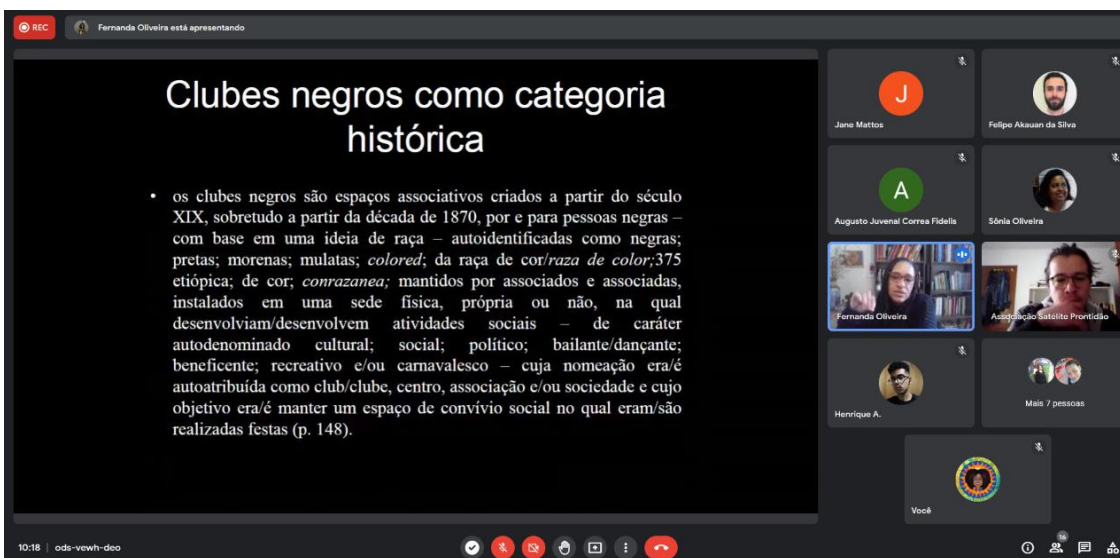 REC
Fernanda Oliveira está apresentando
Clubes negros como categoria
histórica
• os clubes negros são espaços associativos criados a partir do século
XIX, sobretudo a partir da década de 1870, por e para pessoas negras –
com base em uma ideia de raça – autoidentificadas como negras;
pretas; morenas; mulatas; colored; da raça de cor/raza de color;375
etiópica; de cor; conrazanea; mantidos por associados e associadas,
instalados em uma sede física, própria ou não, na qual
desenvolviam/desenvolvem atividades sociais – de caráter
autodenominado cultural; social; político; bailante/dançante;
beneficente; recreativo e/ou carnavalesco – cuja nomeação era/é
autoatribuída como club/clube, centro, associação e/ou sociedade e cujo
objetivo era/é manter um espaço de convívio social no qual eram/são
realizadas festas (p. 148).
J
Jane Mattos
Felipe Akauan da Silva
A
Augusto Juvenal Correa Fidelis
Sônia Oliveira
Fernanda Oliveira
Associação Satélite Prontidão
Henrique A.
Mais 7 pessoas
Você
10:18 | ods-vewh-deo
16